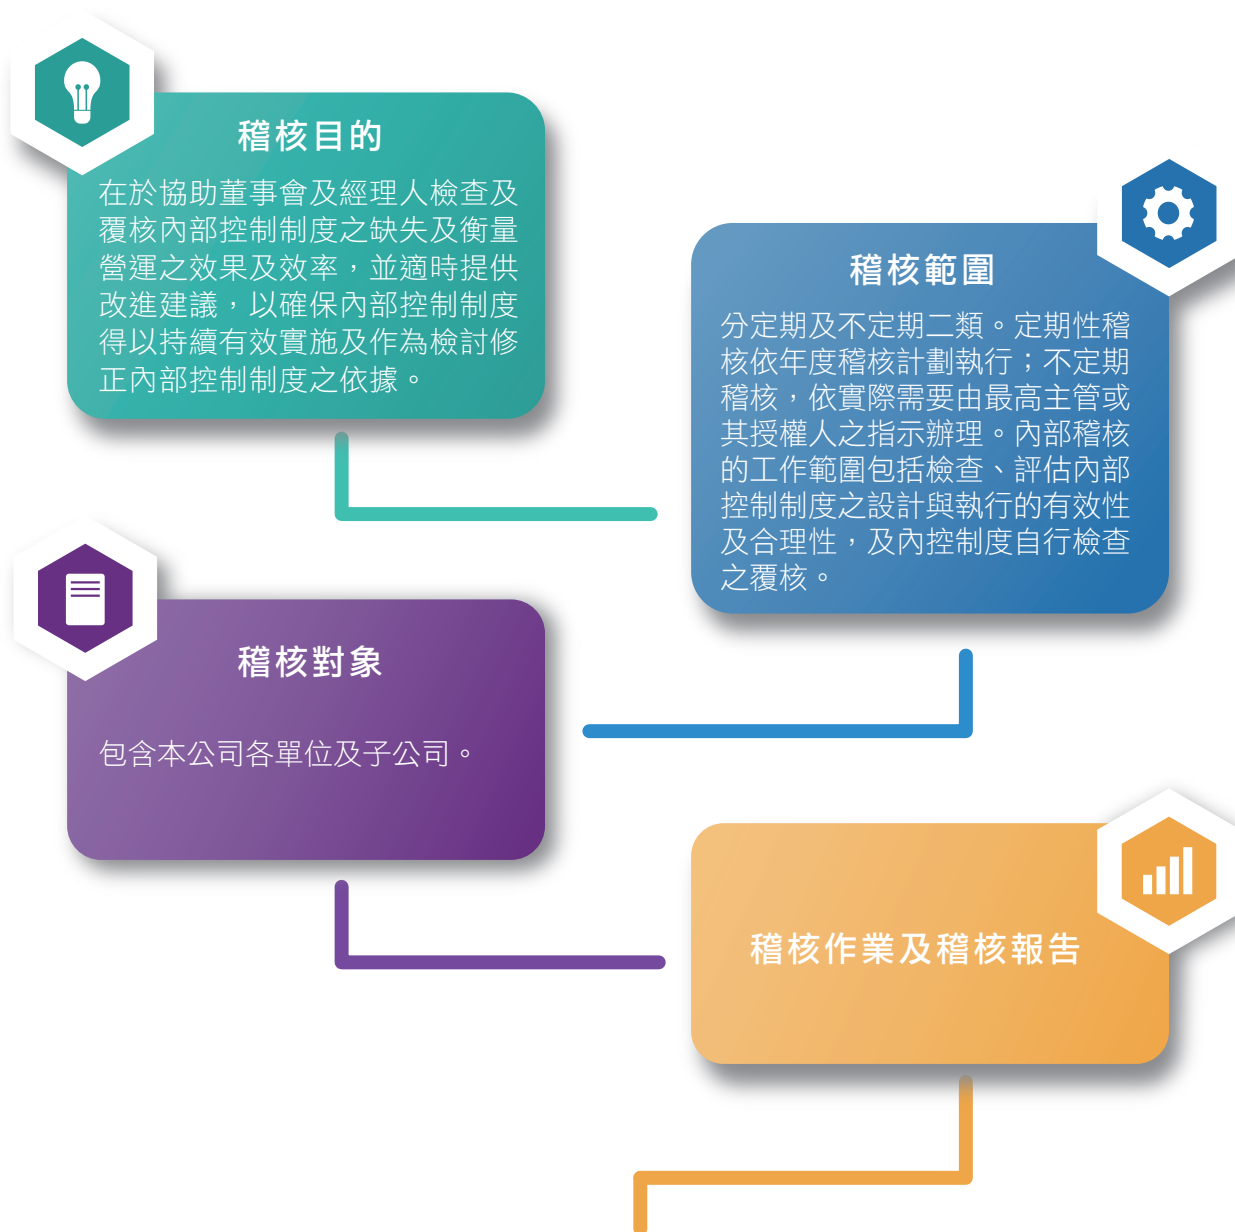 稽核目的
在於協助董事會及經理人檢查及
覆核內部控制制度之缺失及衡量
營運之效果及效率，並適時提供
改進建議，以確保內部控制制度
得以持續有效實施及作為檢討修
正內部控制制度之依據。
稽核範圍
分定期及不定期二類。定期性稽
核依年度稽核計劃執行；不定期
稽核，依實際需要由最高主管或
其授權人之指示辦理。內部稽核
的工作範圍包括檢查、評估內部
控制制度之設計與執行的有效性
及合理性，及內控制度自行檢查
之覆核。
稽核對象
包含本公司各單位及子公司。
稽核作業及稽核報告